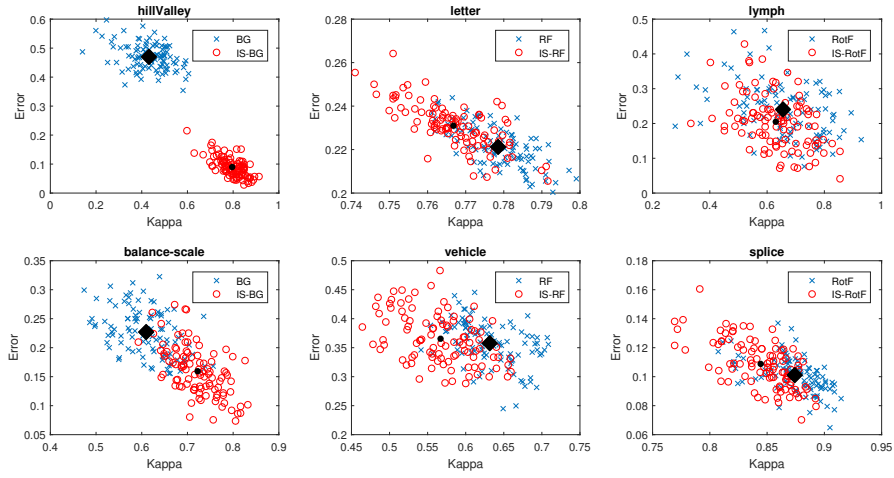 hillValley
0.6
0.5
0.4
0.3
0.2
0.1
0
Error
BG
IS-BG
0 0.2 0.4 0.6 0.8 1
Kappa
letter
0.28
0.26
0.24
0.22
0.2
Error
RF
IS-RF
0.74 0.75 0.76 0.77 0.78 0.79 0.8
Kappa
lymph
0.5
0.4
0.3
0.2
0.1
0
Error
RotF
IS-RotF
0.2 0.4 0.6 0.8 1
Kappa
balance-scale
0.35
0.3
0.25
0.2
0.15
0.1
0.05
Error
BG
IS-BG
0.4 0.5 0.6 0.7 0.8 0.9
Kappa
vehicle
0.5
0.45
0.4
0.35
0.3
0.25
0.2
Error
RF
IS-RF
0.45 0.5 0.55 0.6 0.65 0.7 0.75
Kappa
splice
0.18
0.16
0.14
0.12
0.1
0.08
0.06
Error
RotF
IS-RotF
0.75 0.8 0.85 0.9 0.95
Kappa